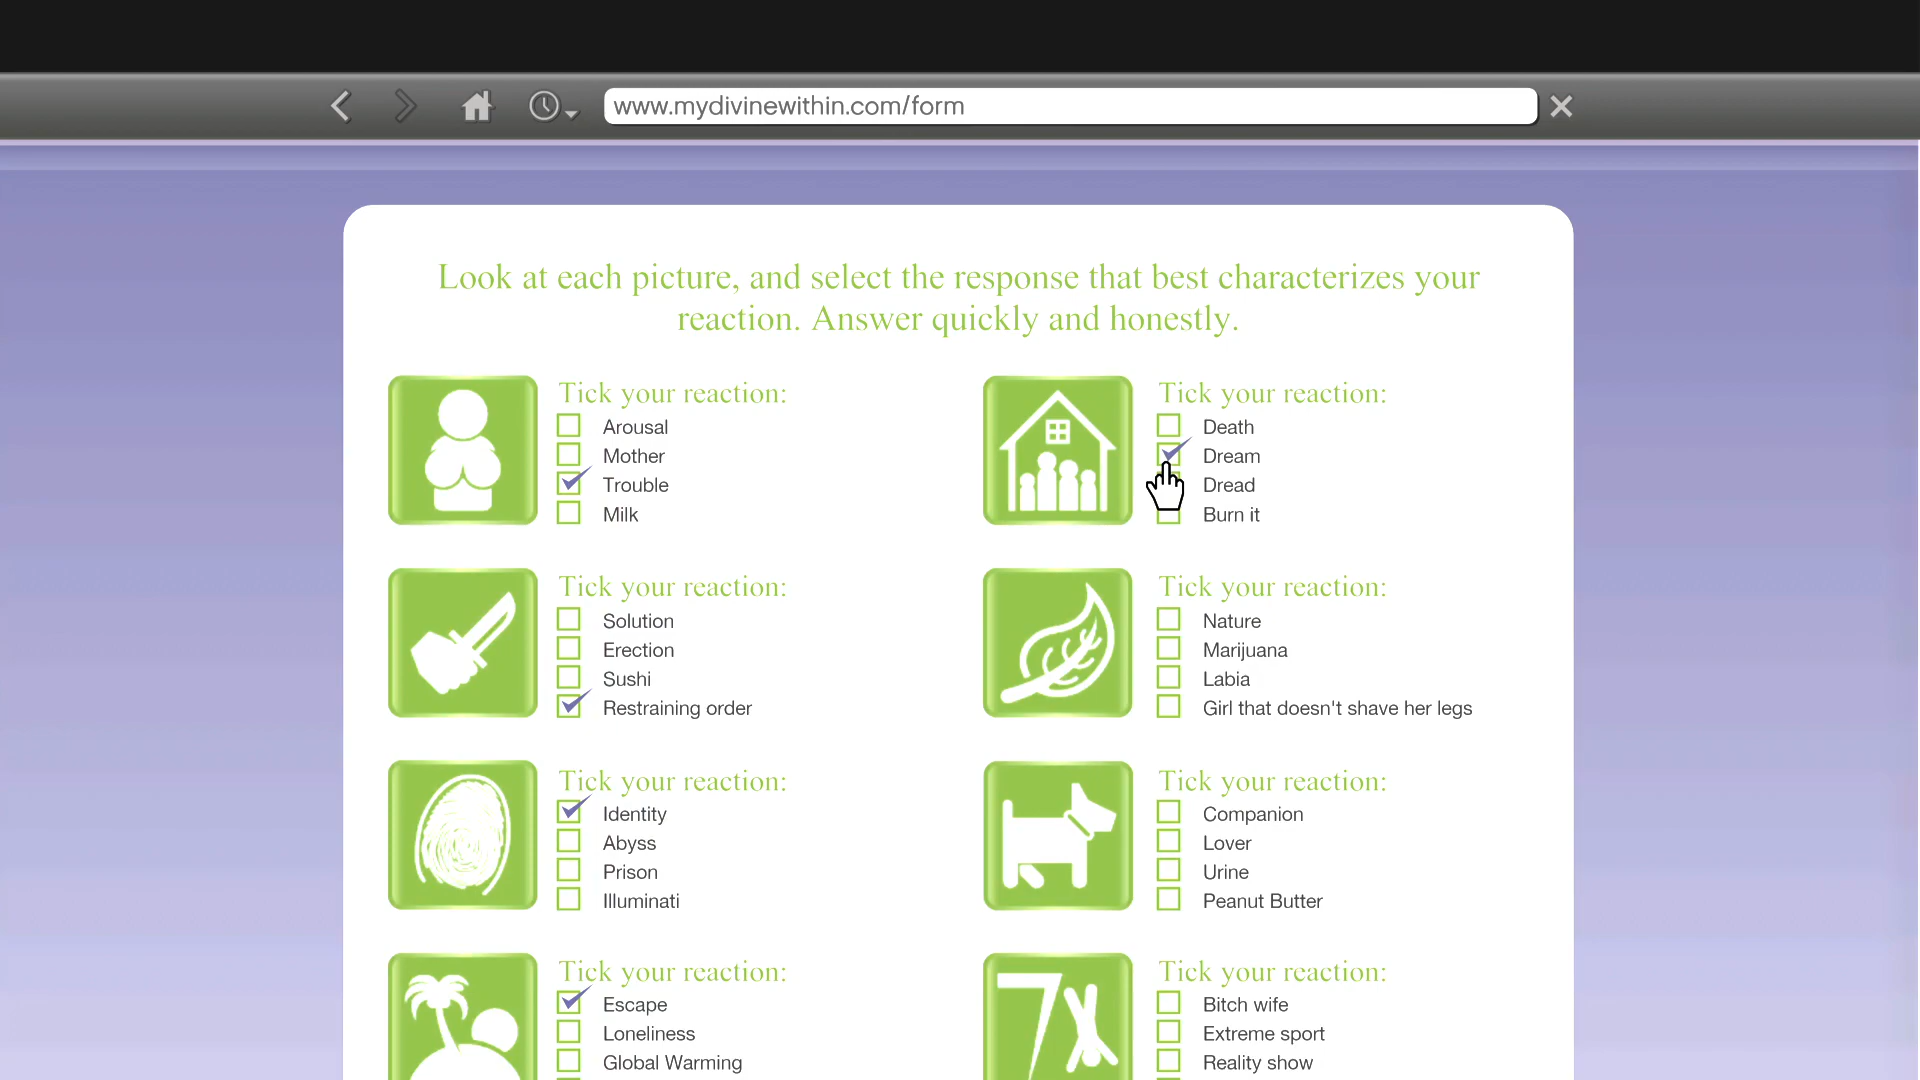 www.mydivinewithin.com/form
Look at each picture, and select the response that best characterizes your
reaction. Answer quickly and honestly.
Tick your reaction:
Arousal
Mother
Trouble
Milk
Tick your reaction:
Death
Dream
Dread
Burn it
Tick your reaction:
Solution
Erection
Sushi
Restraining order
Tick your reaction:
Nature
Marijuana
Labia
Girl that doesn't shave her legs
Tick your reaction:
Identity
Abyss
Prison
Illuminati
Tick your reaction:
Companion
Lover
Urine
Peanut Butter
Tick your reaction:
Escape
Loneliness
Global Warming
Tick your reaction:
Bitch wife
Extreme sport
Reality show